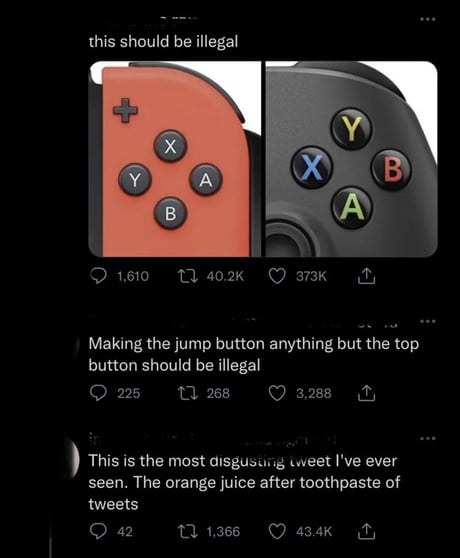 this should be illegal
X
Y
A
B
Y
X
B
A
1,610 40.2K 373K
Making the jump button anything but the top
button should be illegal
225 268 3,288
This is the most disgusting tweet I've ever
seen. The orange juice after toothpaste of
tweets
42 1,366 43.4K